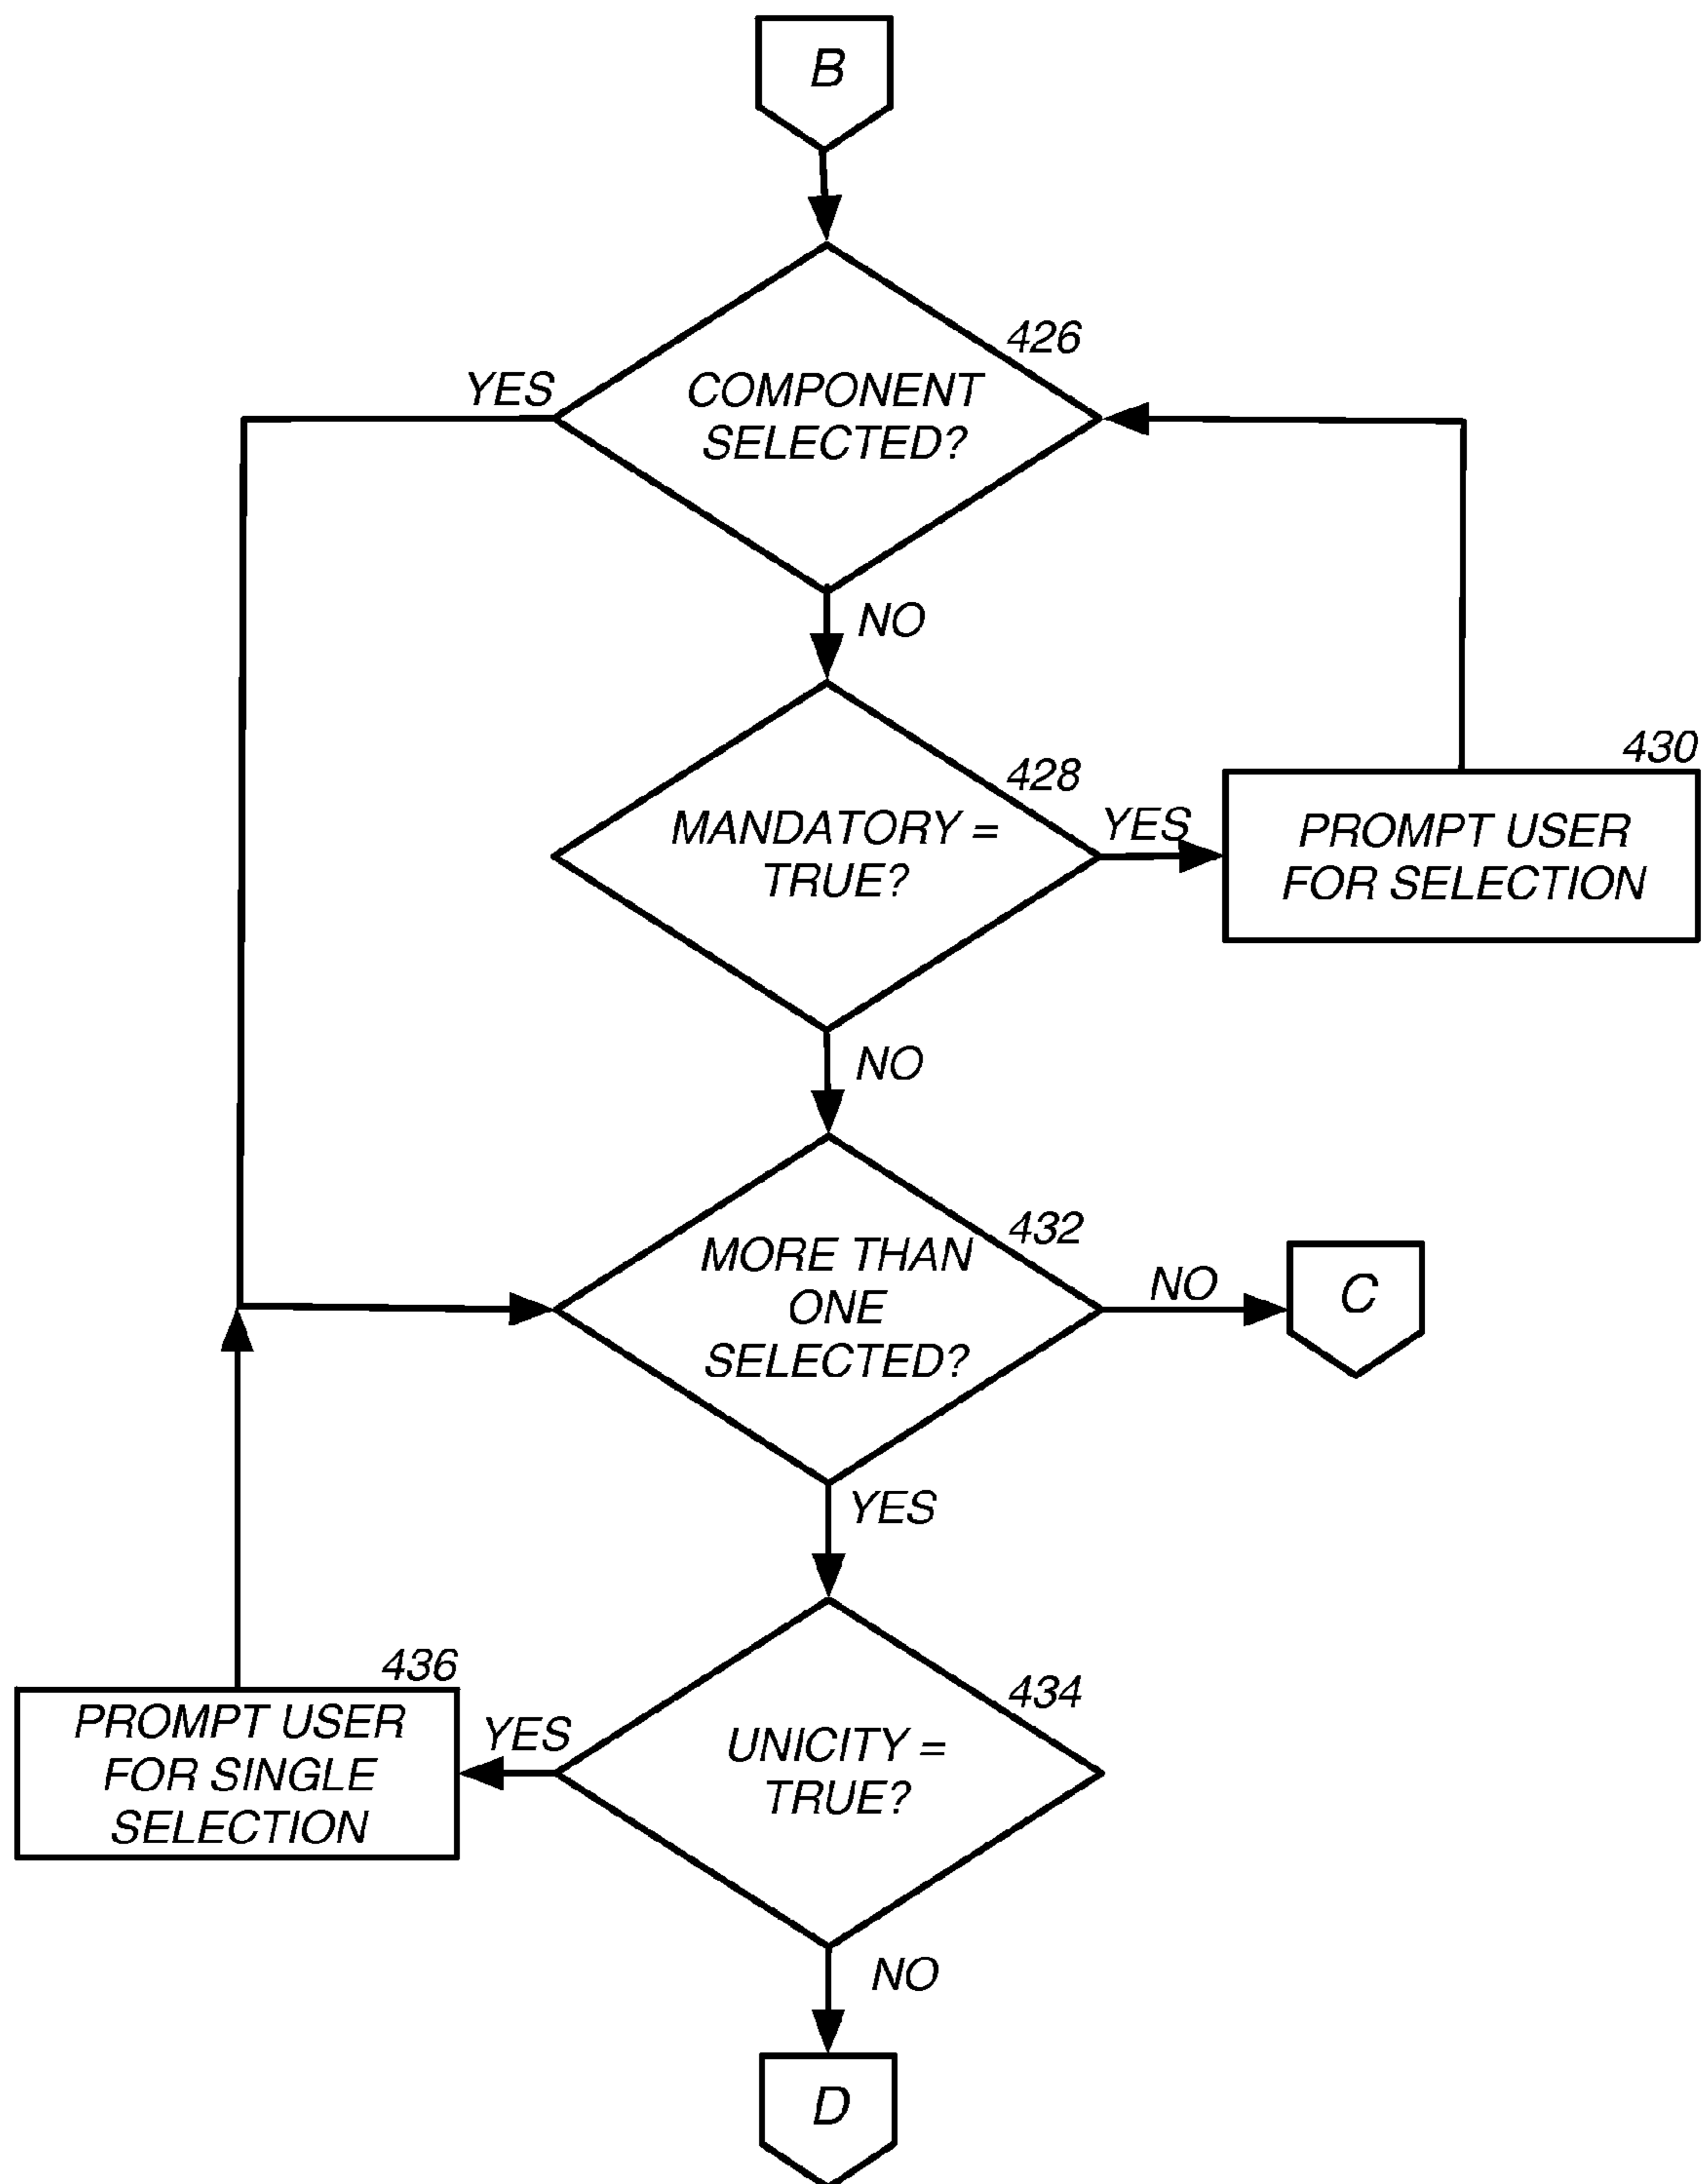 B
426
YES
COMPONENT
SELECTED?
NO
430
428
MANDATORY =
TRUE?
YES
PROMPT USER
FOR SELECTION
NO
432
MORE THAN
ONE
SELECTED?
NO
C
YES
436
434
PROMPT USER
FOR SINGLE
SELECTION
YES
UNICITY =
TRUE?
NO
D